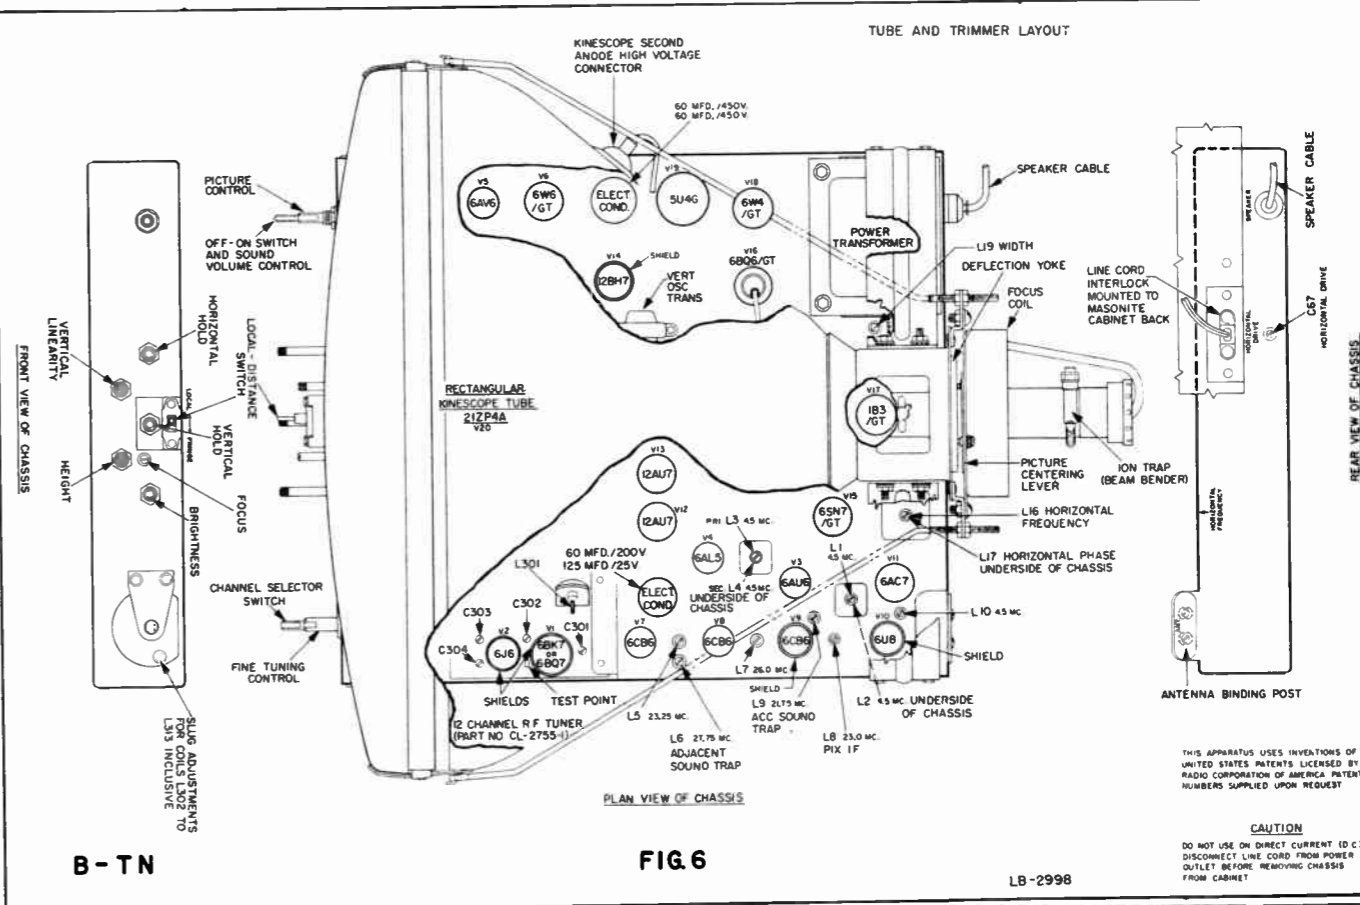 TUBE AND TRIMMER LAYOUT
KINESCOPE SECOND
ANODE HIGH VOLTAGE
CONNECTOR
60 MFD./450V.
60 MFD./450V.
PICTURE
CONTROL
OFF-ON SWITCH
AND SOUND
VOLUME CONTROL
HORIZONTAL
HOLD
VERTICAL
LINEARITY
LOCAL-DISTANCE
SWITCH
LOCAL
FRINGE
VERTICAL
HOLD
HEIGHT
FOCUS
BRIGHTNESS
FRONT VIEW OF CHASSIS
CHANNEL SELECTOR
SWITCH
FINE TUNING
CONTROL
SLUG ADJUSTMENTS
FOR COILS L302 TO
L313 INCLUSIVE
V5
6AV6
V6
6W6
/GT
ELECT.
COND.
V19
5U4G
V18
6W4
/GT
V14
12BH7
SHIELD
VERT
OSC
TRANS
V16
6BQ6/GT
POWER
TRANSFORMER
SPEAKER CABLE
L19 WIDTH
DEFLECTION YOKE
FOCUS
COIL
RECTANGULAR
KINESCOPE TUBE
21ZP4A
V20
V17
1B3
/GT
PICTURE
CENTERING
LEVER
ION TRAP
(BEAM BENDER)
V13
12AU7
V12
12AU7
V15
6SN7
/GT
L16 HORIZONTAL
FREQUENCY
L17 HORIZONTAL PHASE
UNDERSIDE OF CHASSIS
PRI L3 4.5 MC.
V4
6AL5
SEC. L4 4.5 MC.
UNDERSIDE OF
CHASSIS
L1
4.5 MC.
V3
6AU6
V11
6AC7
60 MFD./200V.
125 MFD/25V.
L301
ELECT.
COND.
C303
C302
C301
C304
V2
6J6
V1
6BK7
OR
6BQ7
V7
6CB6
V8
6CB6
V9
6CB6
V10
6U8
L10 4.5 MC.
SHIELD
SHIELDS
TEST POINT
L7 26.0 MC.
SHIELD
L9 21.75 MC.
ACC SOUND
TRAP
L2 4.5 MC. UNDERSIDE
OF CHASSIS
L5 23.25 MC.
L6 27.75 MC.
ADJACENT
SOUND TRAP
L8 23.0 MC.
PIX IF
12 CHANNEL R F TUNER
(PART NO CL-2755-1)
PLAN VIEW OF CHASSIS
LINE CORD
INTERLOCK
MOUNTED TO
MASONITE
CABINET BACK
SPEAKER
SPEAKER CABLE
HORIZONTAL
DRIVE
C67
HORIZONTAL DRIVE
HORIZONTAL
FREQUENCY
REAR VIEW OF CHASSIS
ANT
ANTENNA BINDING POST
THIS APPARATUS USES INVENTIONS OF
UNITED STATES PATENTS LICENSED BY
RADIO CORPORATION OF AMERICA PATENT
NUMBERS SUPPLIED UPON REQUEST
CAUTION
DO NOT USE ON DIRECT CURRENT (D C)
DISCONNECT LINE CORD FROM POWER
OUTLET BEFORE REMOVING CHASSIS
FROM CABINET
B-TN
FIG.6
LB-2998